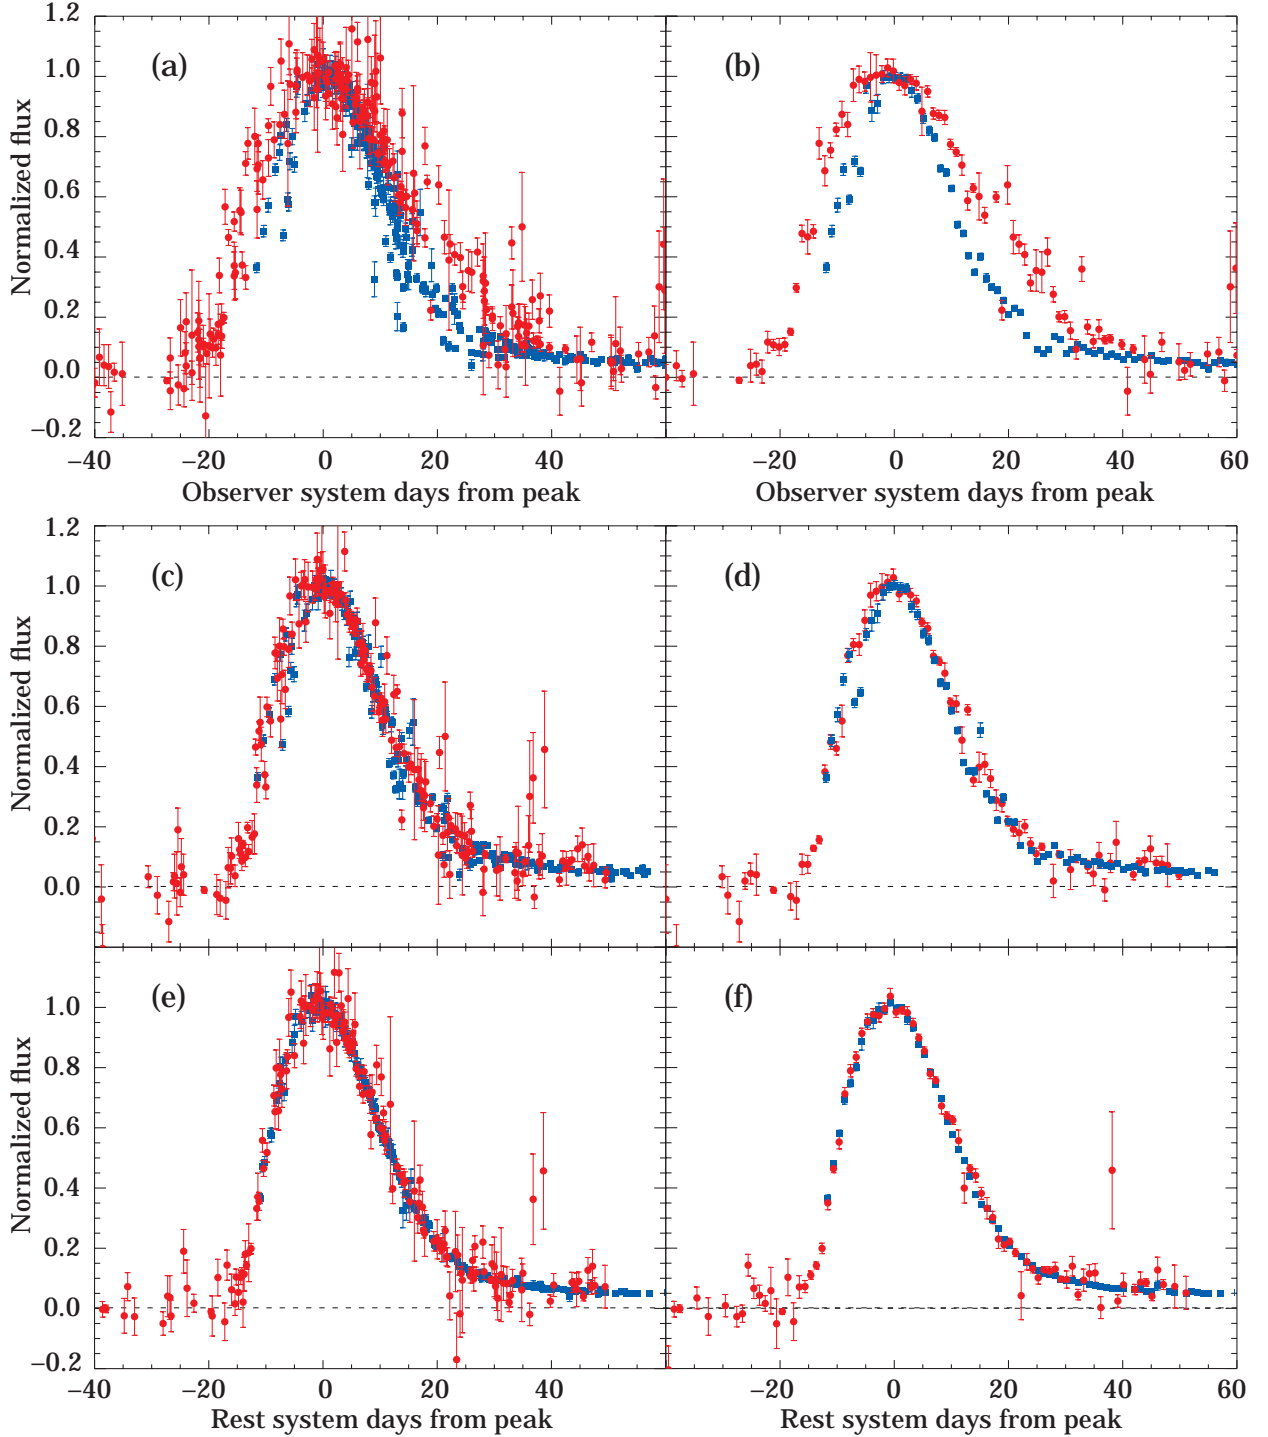 1.2
1.0
0.8
0.6
0.4
0.2
0.0
−0.2
Normalized flux
(a)
(b)
−40 −20 0 20 40
−20 0 20 40 60
Observer system days from peak
Observer system days from peak
1.2
1.0
0.8
0.6
0.4
0.2
0.0
Normalized flux
(c)
(d)
1.0
0.8
0.6
0.4
0.2
0.0
−0.2
Normalized flux
(e)
(f)
−40 −20 0 20 40
−20 0 20 40 60
Rest system days from peak
Rest system days from peak